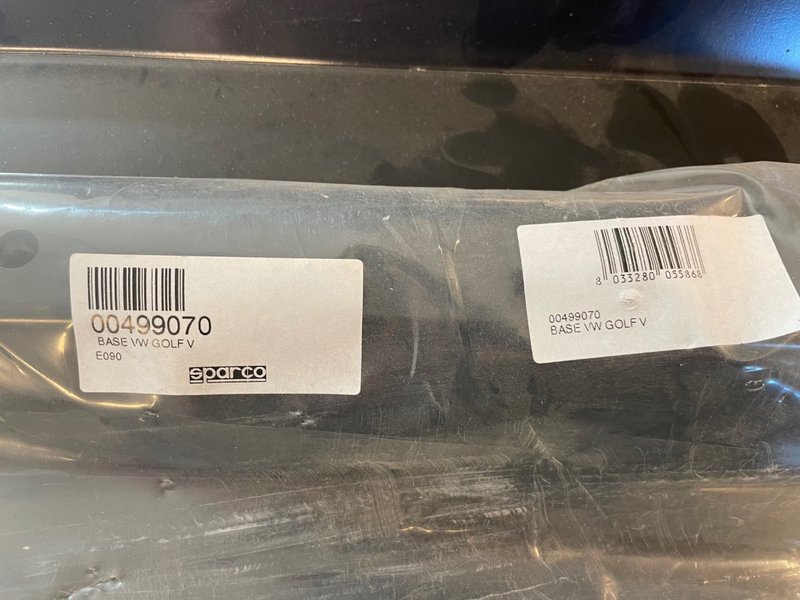 00499070
BASE VW GOLF V
E090
sparco
8 033280 055868
00499070
BASE VW GOLF V